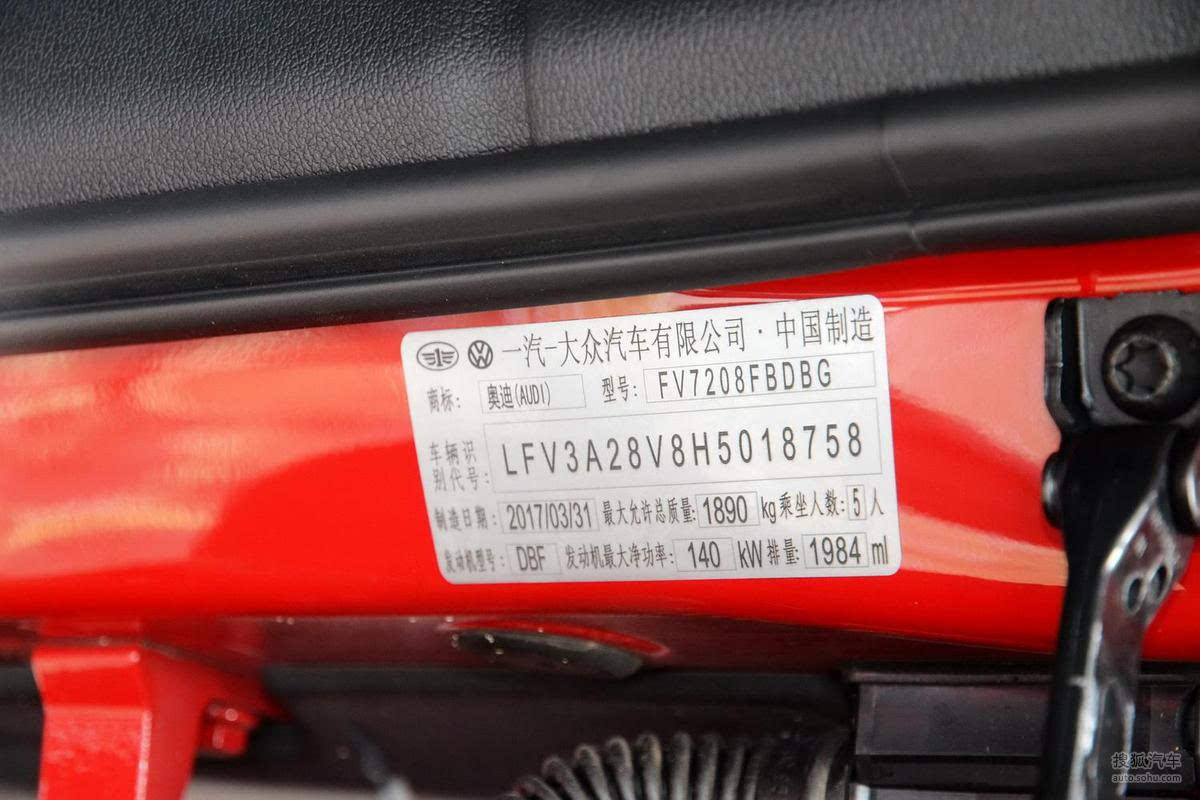 一汽-大众汽车有限公司·中国制造
商标: 奥迪(AUDI) 型号: FV7208FBDBG
车辆识别代号: LFV3A28V8H5018758
制造日期: 2017/03/31 最大允许总质量: 1890 kg 乘坐人数: 5 人
发动机型号: DBF 发动机最大净功率: 140 kW 排量: 1984 ml
搜狐汽车
auto.sohu.com